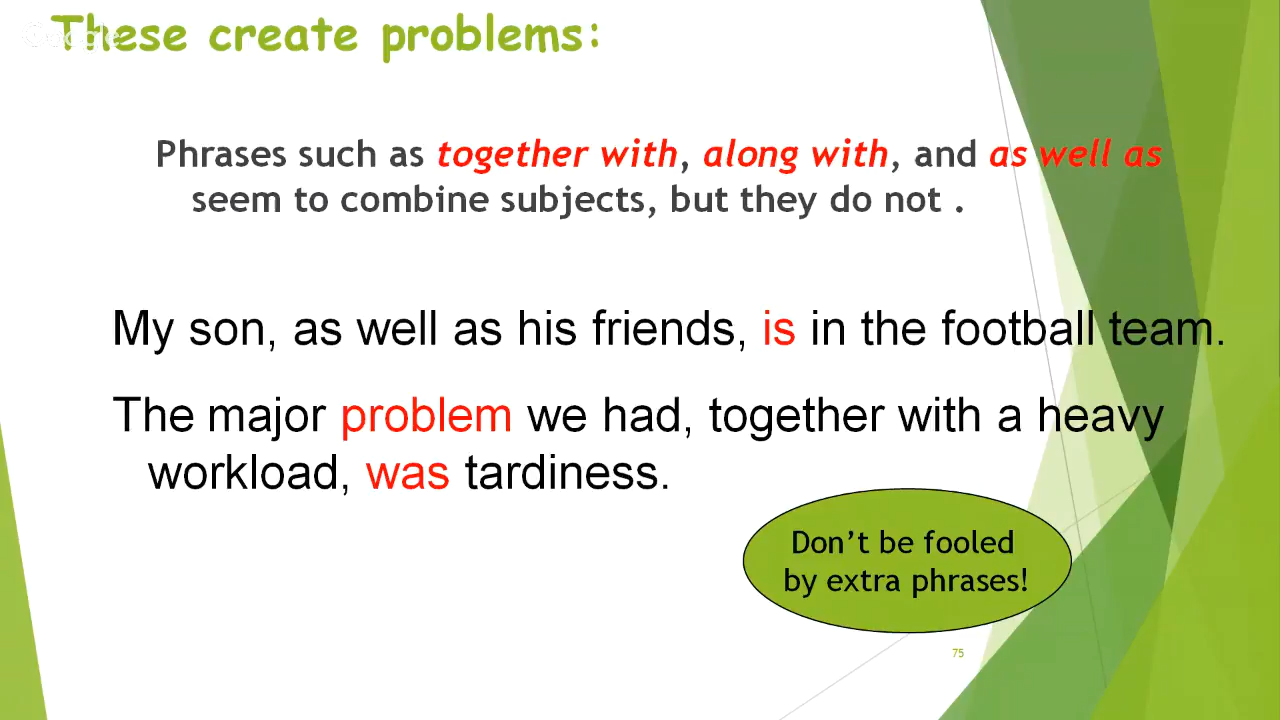 These create problems:
Google
Phrases such as together with, along with, and as well as
seem to combine subjects, but they do not .
My son, as well as his friends, is in the football team.
The major problem we had, together with a heavy
workload, was tardiness.
Don’t be fooled
by extra phrases!
75